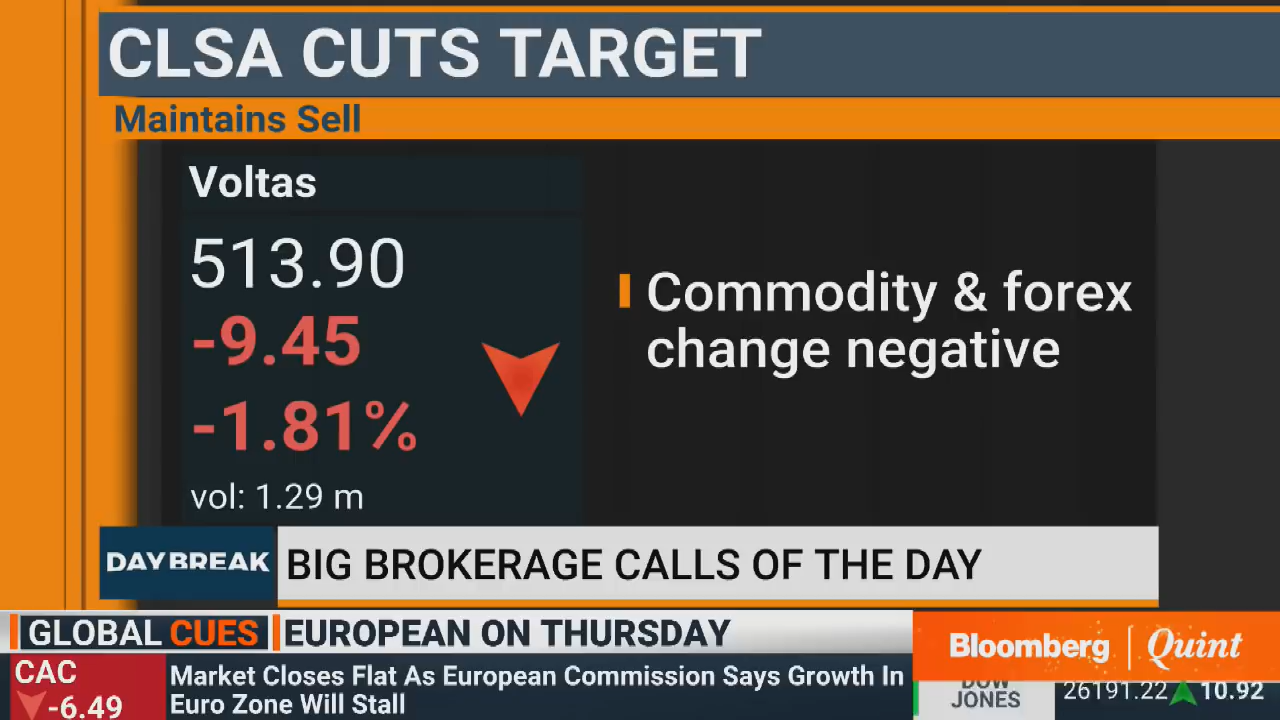 CLSA CUTS TARGET
Maintains Sell
Voltas
513.90
-9.45
-1.81%
vol: 1.29 m
Commodity & forex
change negative
DAYBREAK
BIG BROKERAGE CALLS OF THE DAY
GLOBAL CUES
EUROPEAN ON THURSDAY
Bloomberg | Quint
CAC
-6.49
Market Closes Flat As European Commission Says Growth In
Euro Zone Will Stall
DOW
JONES
26191.22 10.92